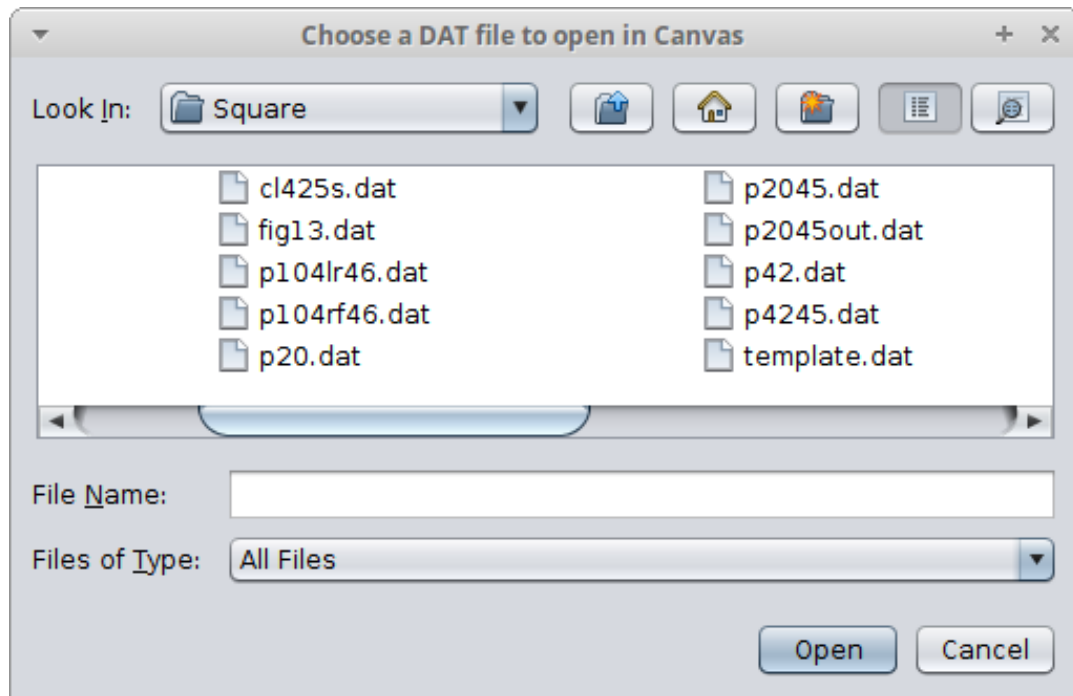 Choose a DAT file to open in Canvas
Look In: Square
cl425s.dat
fig13.dat
p104lr46.dat
p104rf46.dat
p20.dat
p2045.dat
p2045out.dat
p42.dat
p4245.dat
template.dat
File Name:
Files of Type: All Files
Open Cancel